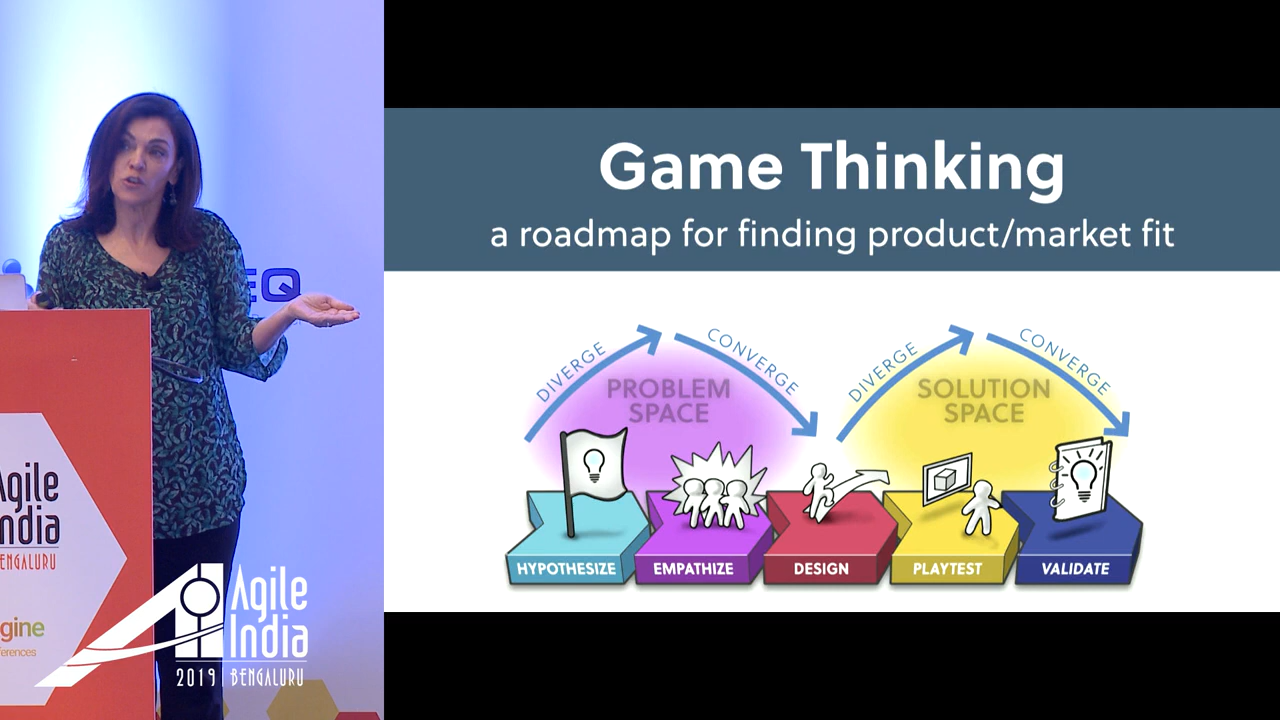 Game Thinking
a roadmap for finding product/market fit
DIVERGE
CONVERGE
DIVERGE
CONVERGE
PROBLEM
SPACE
SOLUTION
SPACE
HYPOTHESIZE
EMPATHIZE
DESIGN
PLAYTEST
VALIDATE
EQ
Agile
India
BENGALURU
gine
ferences
Agile
India
2019 | BENGALURU